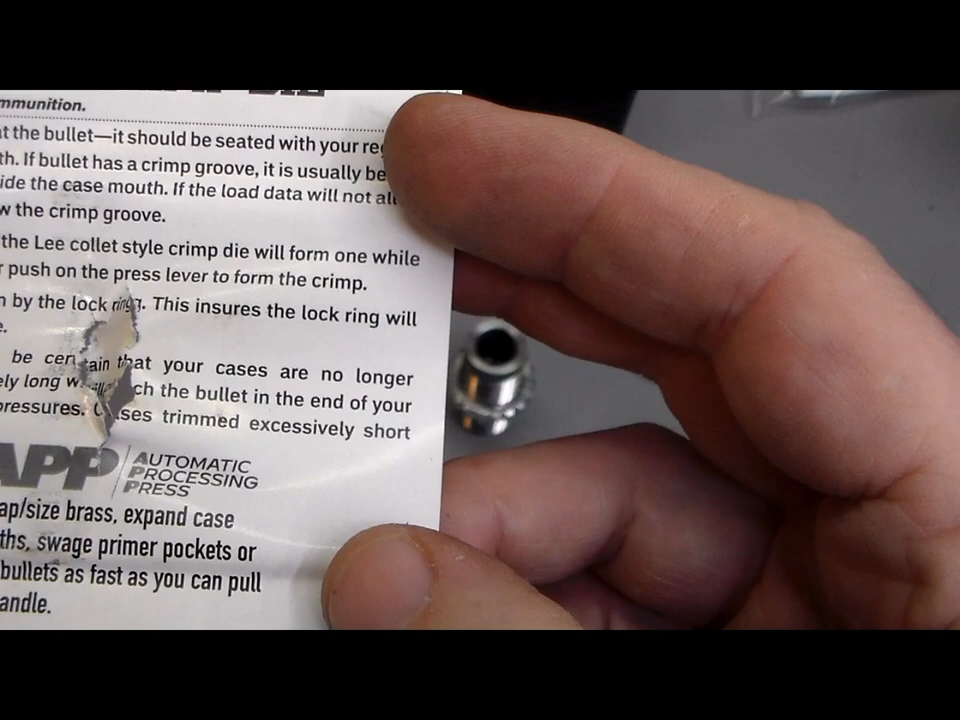 mmunition.
at the bullet—it should be seated with your re
th. If bullet has a crimp groove, it is usually be
ide the case mouth. If the load data will not al
w the crimp groove.
the Lee collet style crimp die will form one while
r push on the press lever to form the crimp.
n by the lock ring. This insures the lock ring will
e.
be certain that your cases are no longer
ely long w ch the bullet in the end of your
pressures. C ses trimmed excessively short
APP AUTOMATIC
PROCESSING
PRESS
ap/size brass, expand case
ths, swage primer pockets or
bullets as fast as you can pull
andle.